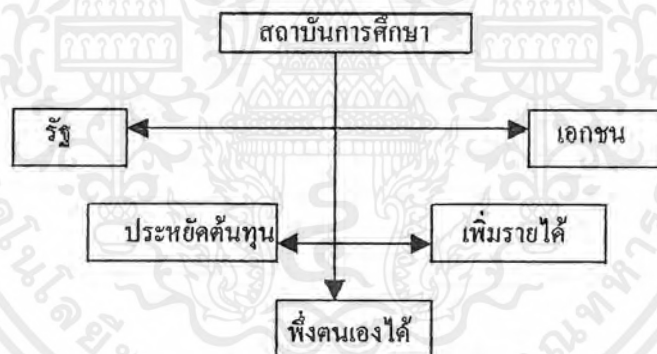 สถาบันการศึกษา
รัฐ
เอกชน
ประหยัดต้นทุน
เพิ่มรายได้
พึ่งตนเองได้